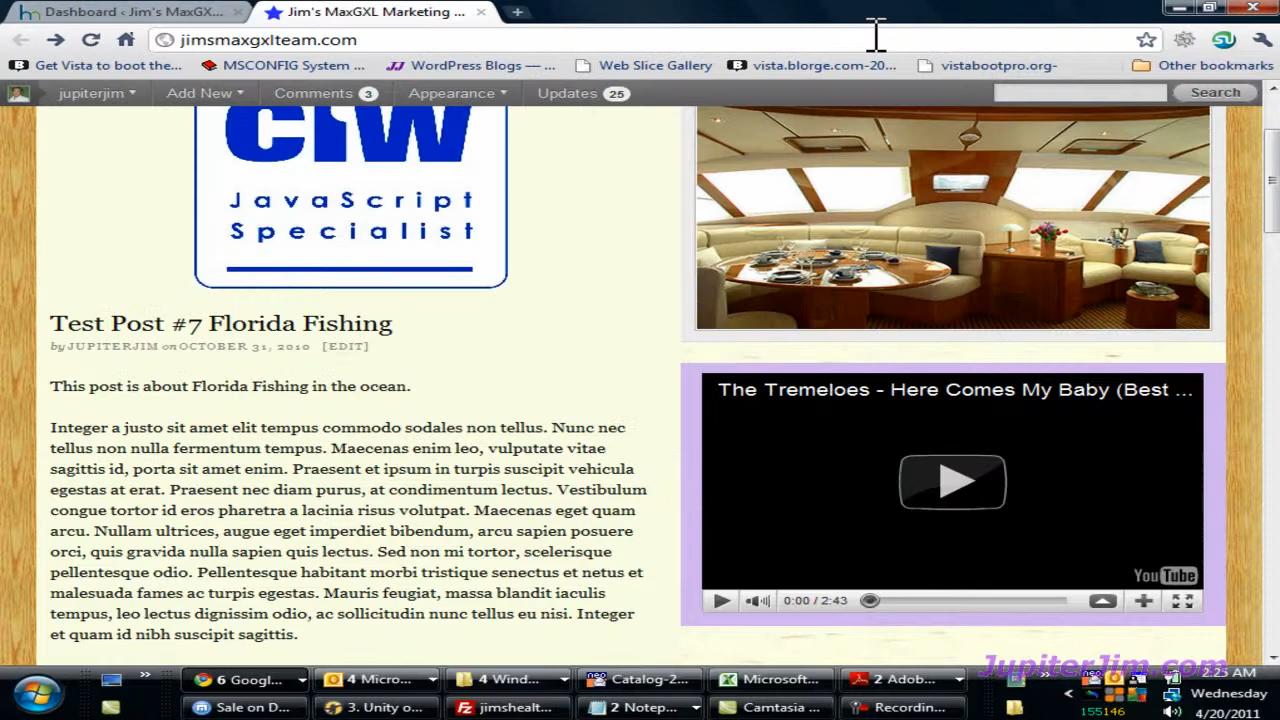 Dashboard ‹ Jim's MaxGX...
Jim's MaxGXL Marketing ...
jimsmaxgxlteam.com
Get Vista to boot the...
MSCONFIG System ...
WordPress Blogs — ...
Web Slice Gallery
vista.blorge.com-20...
vistabootpro.org-
Other bookmarks
jupiterjim
Add New
Comments 3
Appearance
Updates 25
Search
CIW
JavaScript
Specialist
Test Post #7 Florida Fishing
by JUPITERJIM on OCTOBER 31, 2010 [EDIT]
This post is about Florida Fishing in the ocean.
Integer a justo sit amet elit tempus commodo sodales non tellus. Nunc nec
tellus non nulla fermentum tempus. Maecenas enim leo, vulputate vitae
sagittis id, porta sit amet enim. Praesent et ipsum in turpis suscipit vehicula
egestas at erat. Praesent nec diam purus, at condimentum lectus. Vestibulum
congue tortor id eros pharetra a lacinia risus volutpat. Maecenas eget quam
arcu. Nullam ultrices, augue eget imperdiet bibendum, arcu sapien posuere
orci, quis gravida nulla sapien quis lectus. Sed non mi tortor, scelerisque
pellentesque odio. Pellentesque habitant morbi tristique senectus et netus et
malesuada fames ac turpis egestas. Mauris feugiat, massa blandit iaculis
tempus, leo lectus dignissim odio, ac sollicitudin nunc tellus eu nisi. Integer
et quam id nibh suscipit sagittis.
The Tremeloes - Here Comes My Baby (Best ...
YouTube
0:00 / 2:43
JupiterJim.com
6 Googl...
4 Micro...
4 Wind...
Catalog-2...
Microsoft...
2 Adob...
2:25 AM
Sale on D...
3. Unity o...
jimshealt...
2 Notep...
Camtasia ...
Recordin...
Wednesday
155146
4/20/2011